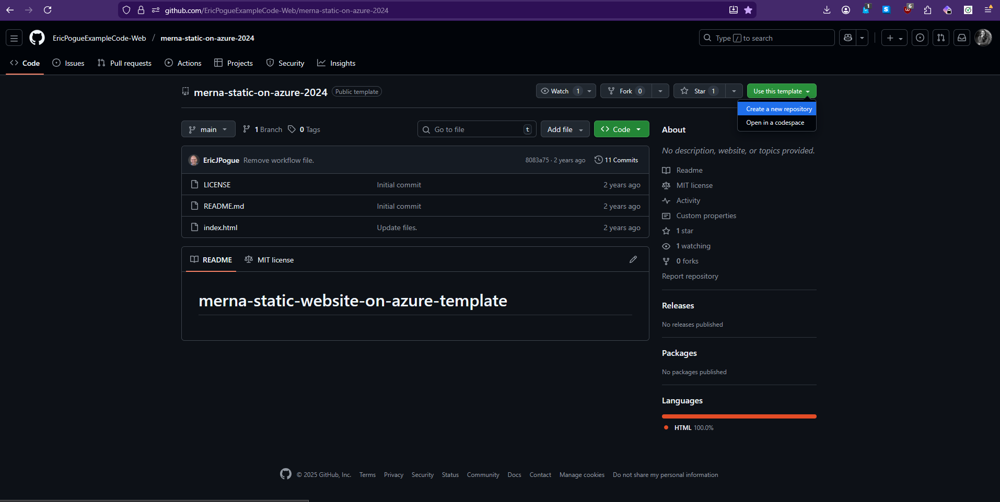 github.com/EricPogueExampleCode-Web/merna-static-on-azure-2024
1
S
6
EricPogueExampleCode-Web / merna-static-on-azure-2024
Type / to search
Code
Issues
Pull requests
Actions
Projects
Security
Insights
merna-static-on-azure-2024
Public template
Watch 1
Fork 0
Star 1
Use this template
Create a new repository
Open in a codespace
main
1 Branch
0 Tags
Go to file
t
Add file
Code
EricJPogue Remove workflow file.
8083a75 · 2 years ago
11 Commits
LICENSE Initial commit 2 years ago
README.md Initial commit 2 years ago
index.html Update files. 2 years ago
README
MIT license
merna-static-website-on-azure-template
About
No description, website, or topics provided.
Readme
MIT license
Activity
Custom properties
1 star
1 watching
0 forks
Report repository
Releases
No releases published
Packages
No packages published
Languages
HTML 100.0%
© 2025 GitHub, Inc. Terms Privacy Security Status Community Docs Contact Manage cookies Do not share my personal information